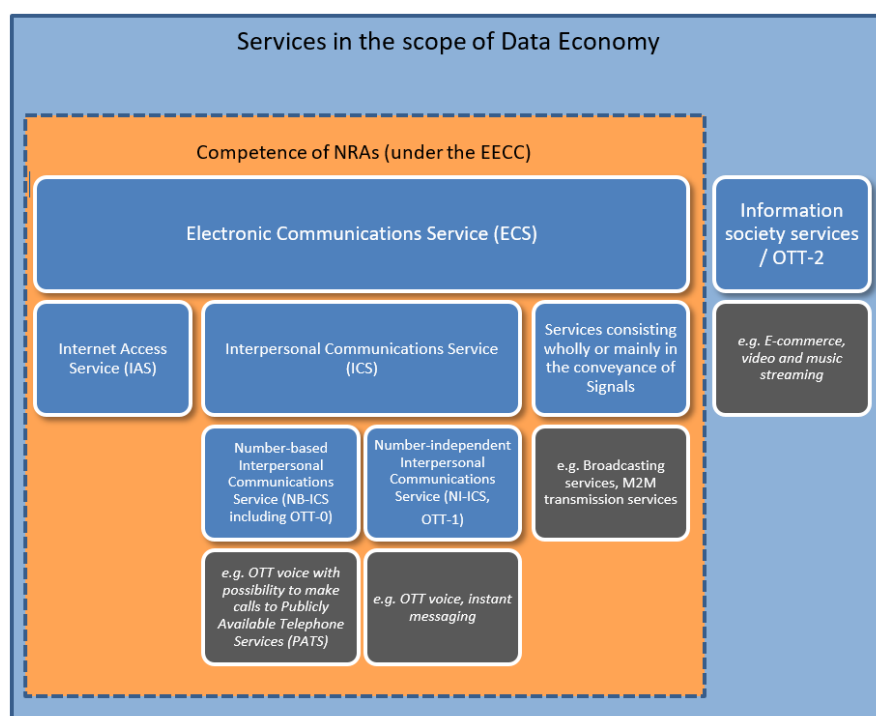 Services in the scope of Data Economy
Competence of NRAs (under the EECC)
Electronic Communications Service (ECS)
Information
society services
/ OTT-2
Internet Access
Service (IAS)
Interpersonal Communications Service
(ICS)
Services consisting
wholly or mainly in
the conveyance of
Signals
e.g. E-commerce,
video and music
streaming
Number-based
Interpersonal
Communications
Service (NB-ICS
including OTT-0)
Number-independent
Interpersonal
Communications
Service (NI-ICS,
OTT-1)
e.g. Broadcasting
services, M2M
transmission services
e.g. OTT voice with
possibility to make
calls to Publicly
Available Telephone
Services (PATS)
e.g. OTT voice, instant
messaging